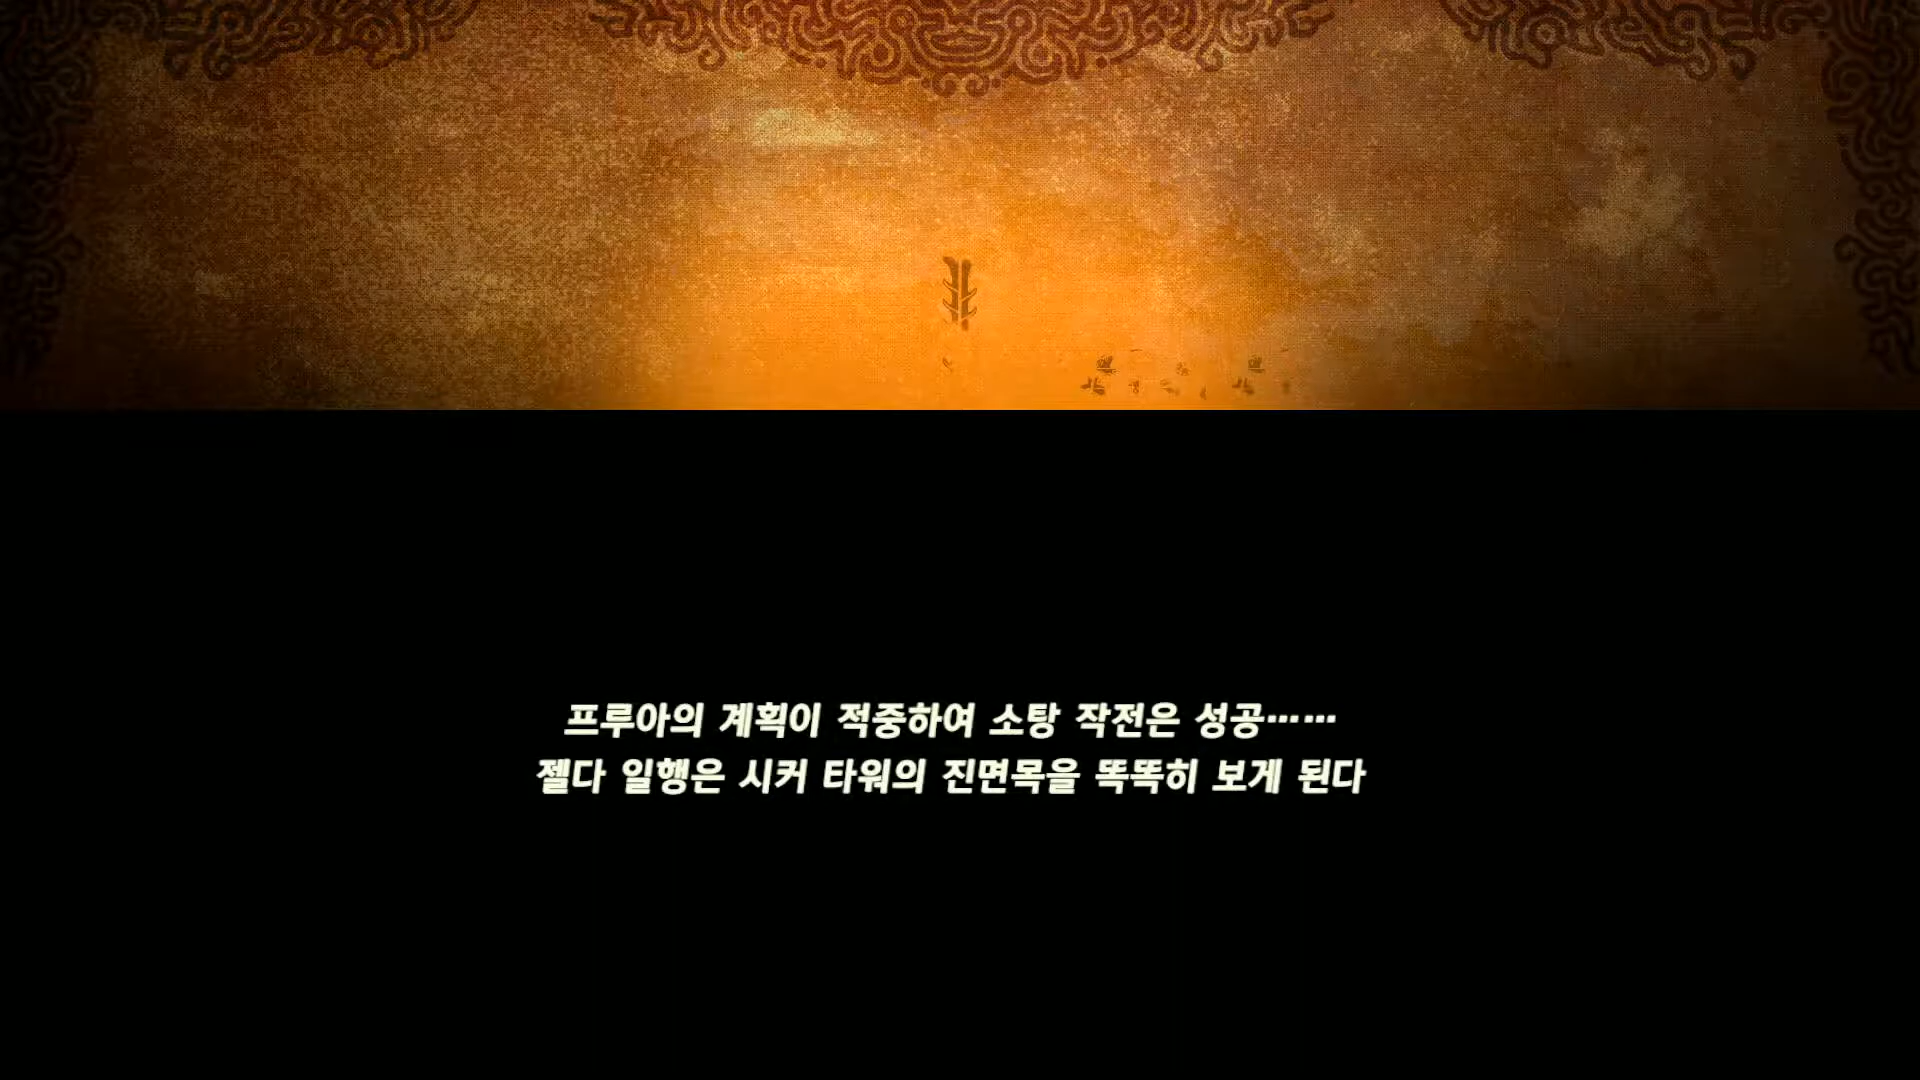 프루아의 계획이 적중하여 소탕 작전은 성공……
젤다 일행은 시커 타워의 진면목을 똑똑히 보게 된다